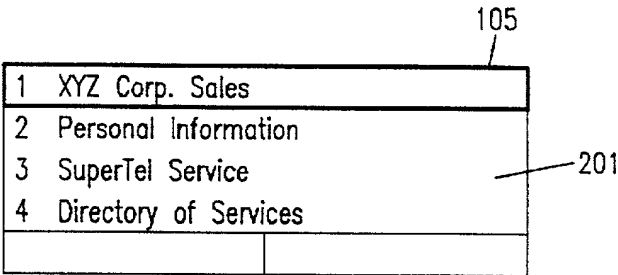 105
1 XYZ Corp. Sales
2 Personal Information
3 SuperTel Service
201
4 Directory of Services